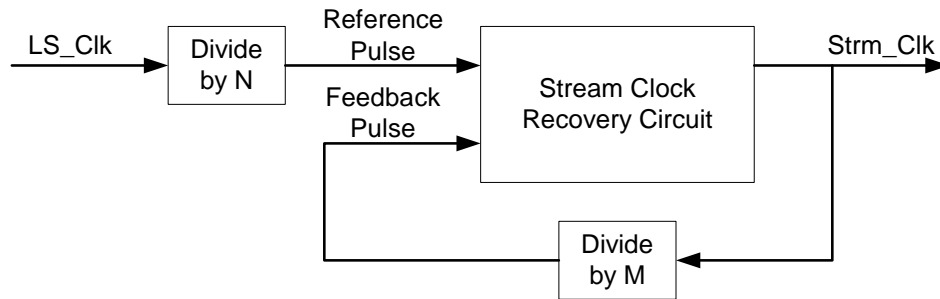 LS_Clk
Divide
by N
Reference
Pulse
Feedback
Pulse
Stream Clock
Recovery Circuit
Strm_Clk
Divide
by M